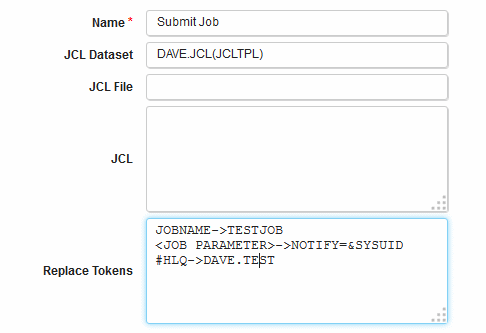 Name * Submit Job
JCL Dataset DAVE.JCL(JCLTPL)
JCL File
JCL
Replace Tokens
JOBNAME->TESTJOB
<JOB PARAMETER>->NOTIFY=&SYSUID
#HLQ->DAVE.TEST